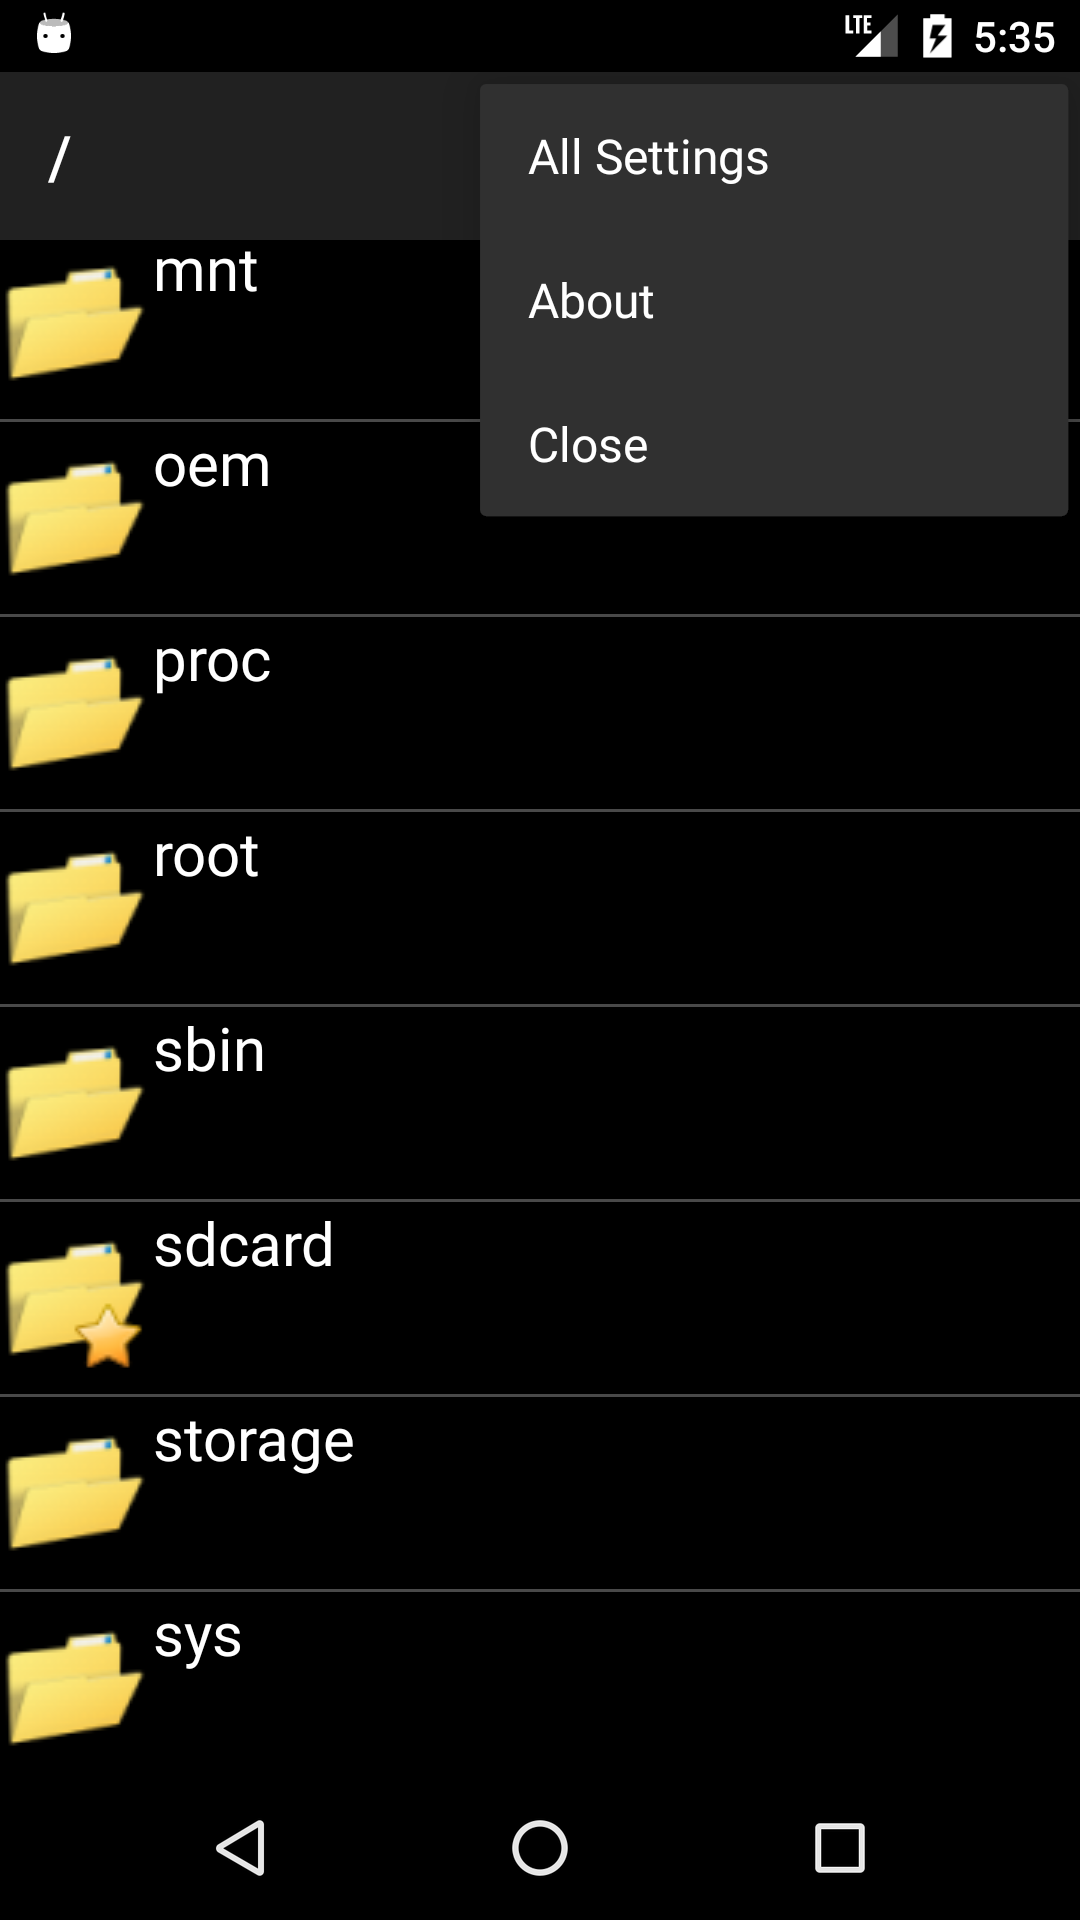 LTE 5:35
/
All Settings
About
Close
mnt
oem
proc
root
sbin
sdcard
storage
sys